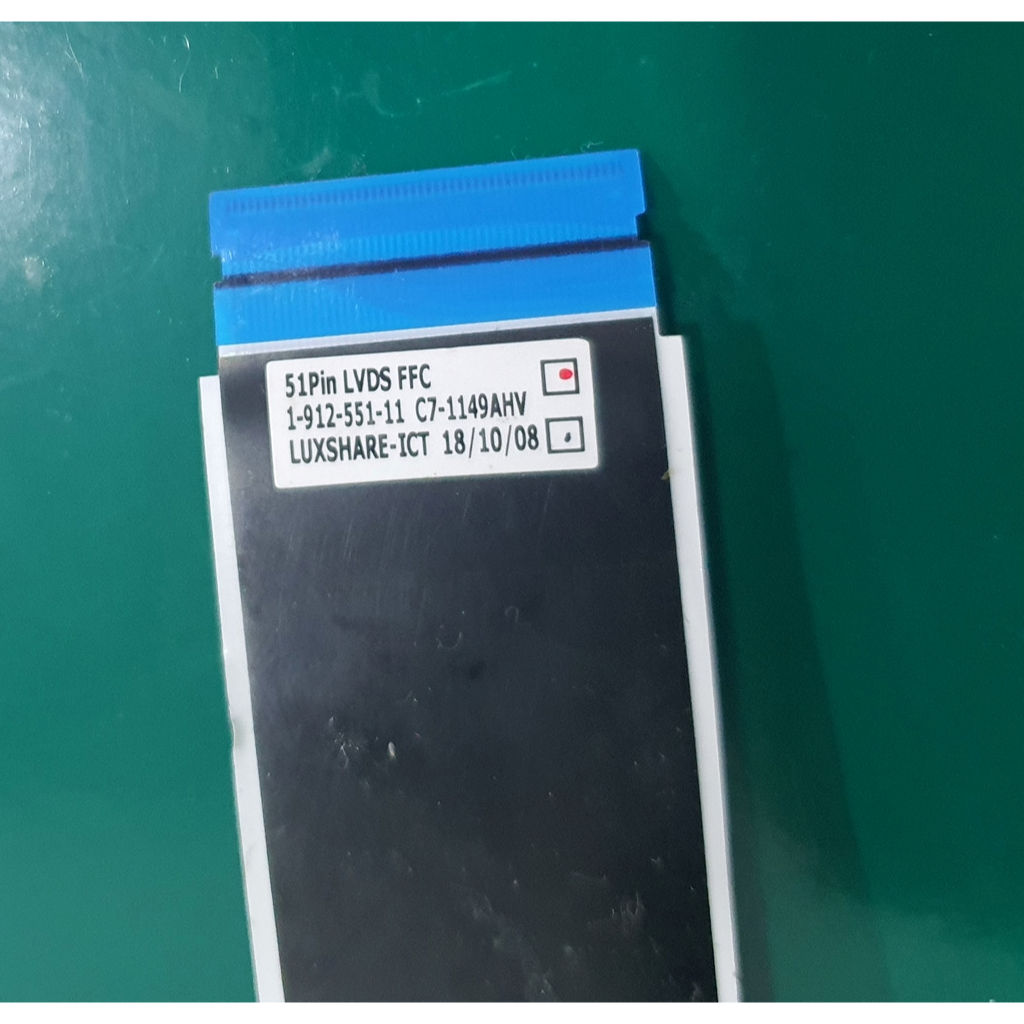 51Pin LVDS FFC
1-912-551-11 C7-1149AHV
LUXSHARE-ICT 18/10/08